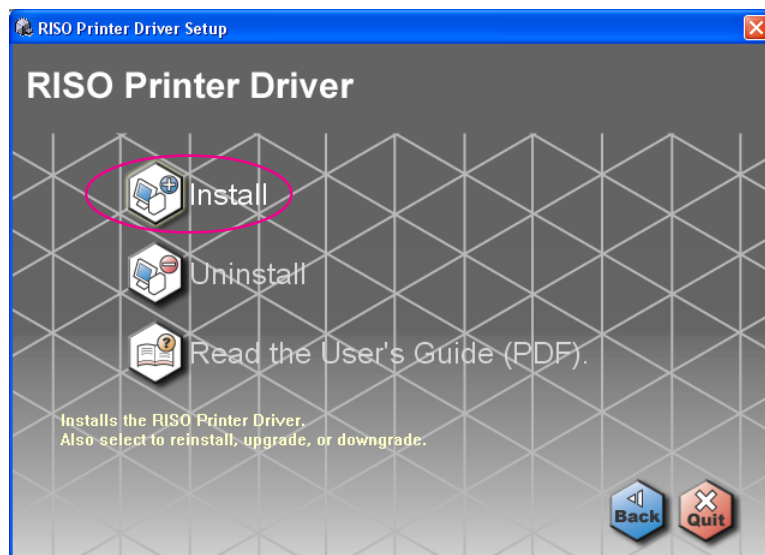 RISO Printer Driver Setup
RISO Printer Driver
Install
Uninstall
Read the User's Guide (PDF).
Installs the RISO Printer Driver.
Also select to reinstall, upgrade, or downgrade.
Back
Quit